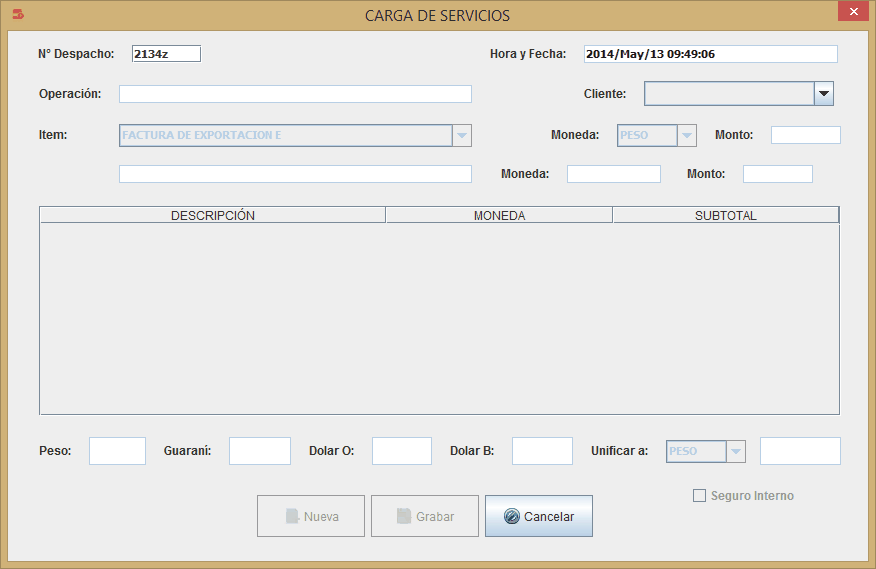 CARGA DE SERVICIOS
N° Despacho: 2134z Hora y Fecha: 2014/May/13 09:49:06
Operación: Cliente:
Item: FACTURA DE EXPORTACION E Moneda: PESO Monto:
Moneda: Monto:
DESCRIPCIÓN MONEDA SUBTOTAL
Peso: Guaraní: Dolar O: Dolar B: Unificar a: PESO
Seguro Interno
Nueva Grabar Cancelar